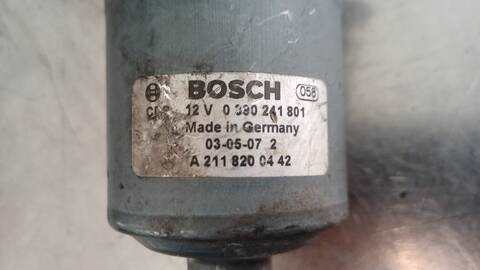 BOSCH 058
12 V 0 390 241 801
Made in Germany
03-05-07 2
A 211 820 04 42